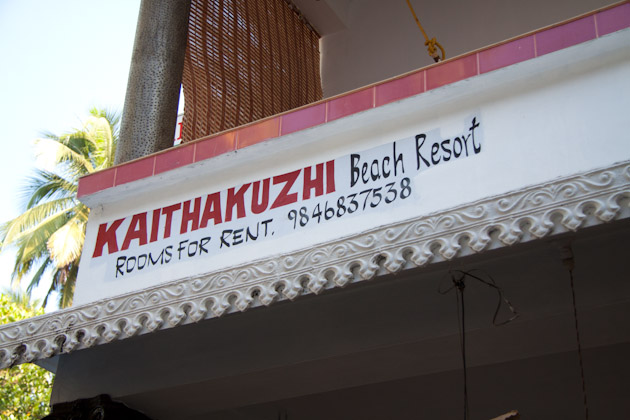 KAITHAKUZHI Beach Resort
ROOMS FOR RENT. 9846837538